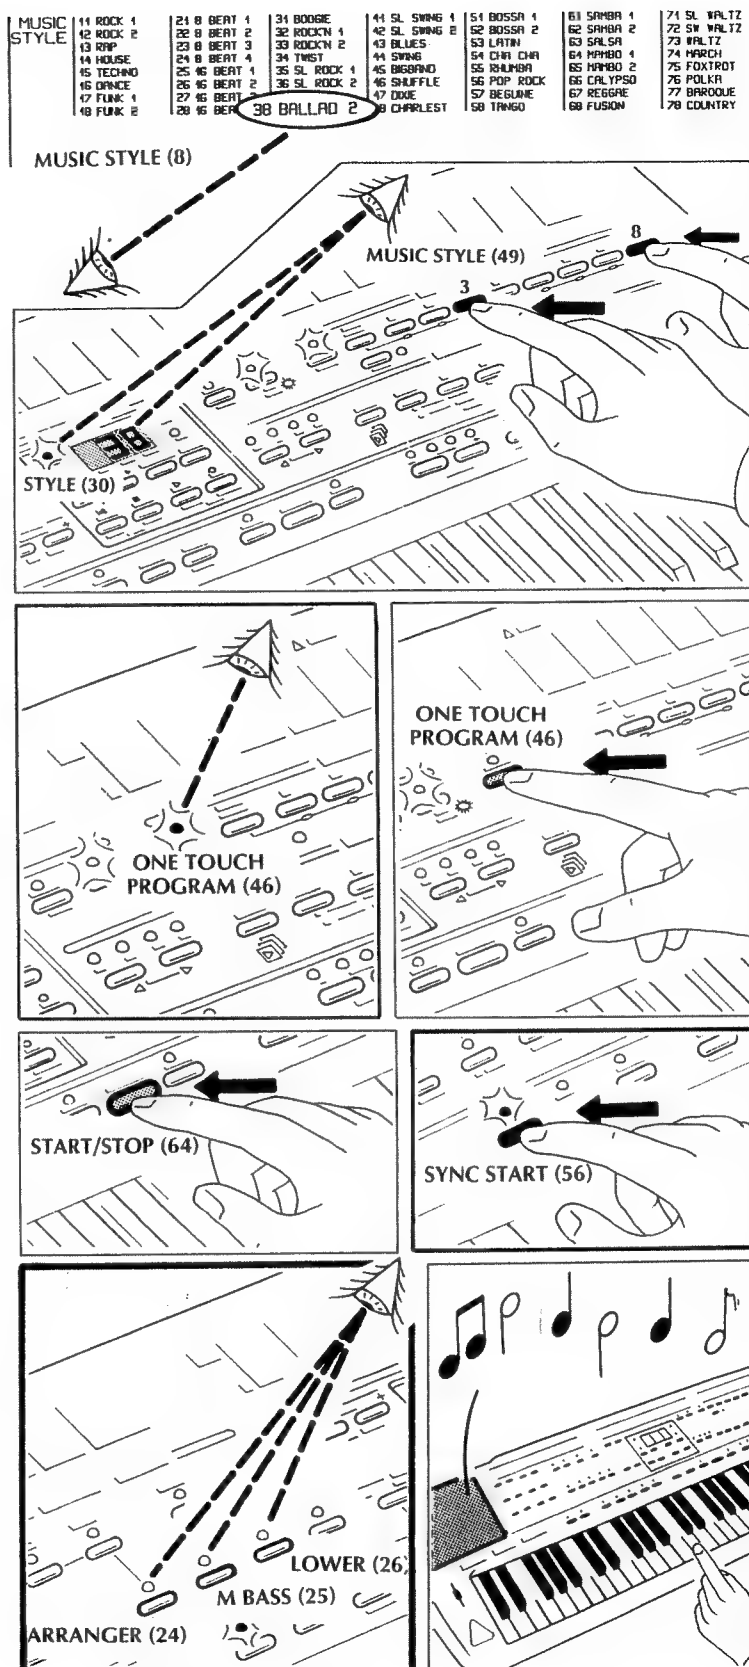 MUSIC 11 ROCK 1 21 8 BEAT 1 31 BOOGIE 41 SL SWING 1 51 BOSSA 1 61 SAMBA 1 71 SL WALTZ
STYLE 12 ROCK 2 22 8 BEAT 2 32 ROCK'N 1 42 SL SWING 2 52 BOSSA 2 62 SAMBA 2 72 SW WALTZ
13 RAP 23 8 BEAT 3 33 ROCK'N 2 43 BLUES 53 LATIN 63 SALSA 73 WALTZ
14 HOUSE 24 8 BEAT 4 34 TWIST 44 SWING 54 CHA CHA 64 MAMBO 1 74 MARCH
15 TECHNO 25 16 BEAT 1 35 SL ROCK 1 45 BIGBAND 55 RHUMBA 65 MAMBO 2 75 FOXTROT
16 DANCE 26 16 BEAT 2 36 SL ROCK 2 46 SHUFFLE 56 POP ROCK 66 CALYPSO 76 POLKA
17 FUNK 1 27 16 BEAT 47 DIXIE 57 BEGUINE 67 REGGAE 77 BAROQUE
18 FUNK 2 28 16 BEAT 38 BALLAD 2 8 CHARLEST 58 TANGO 68 FUSION 78 COUNTRY
MUSIC STYLE (8)
8
MUSIC STYLE (49)
3
38
STYLE (30)
ONE TOUCH
PROGRAM (46)
ONE TOUCH
PROGRAM (46)
START/STOP (64)
SYNC START (56)
LOWER (26)
M BASS (25)
ARRANGER (24)